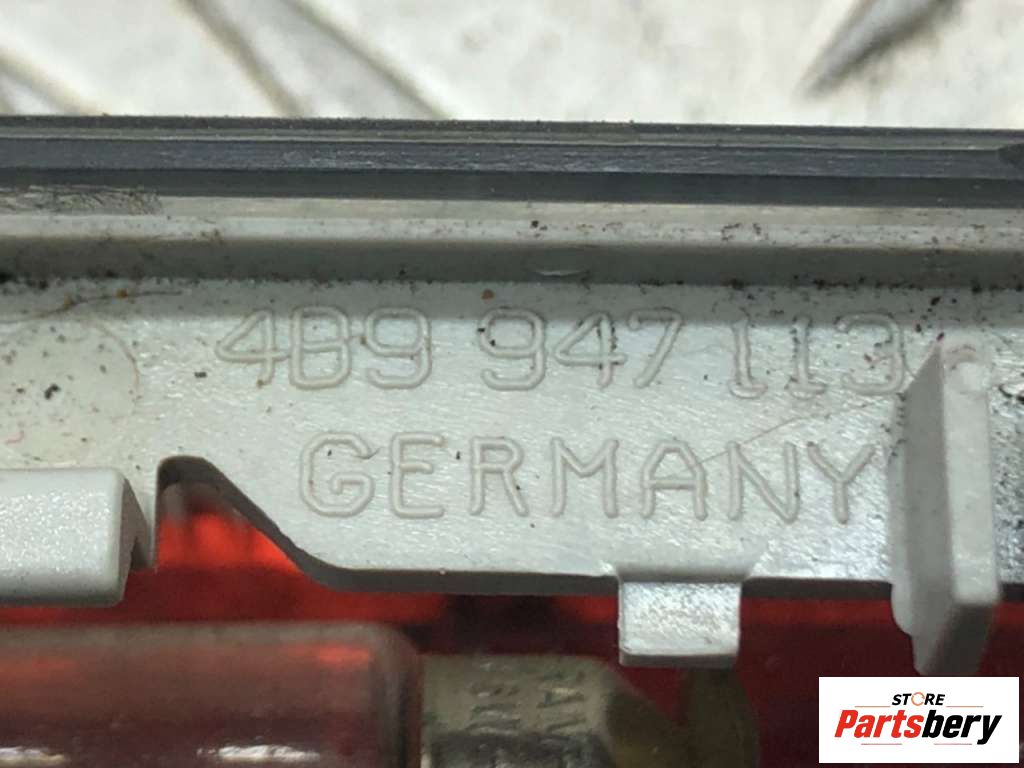 4B9 947 113
GERMANY
STORE
Partsbery